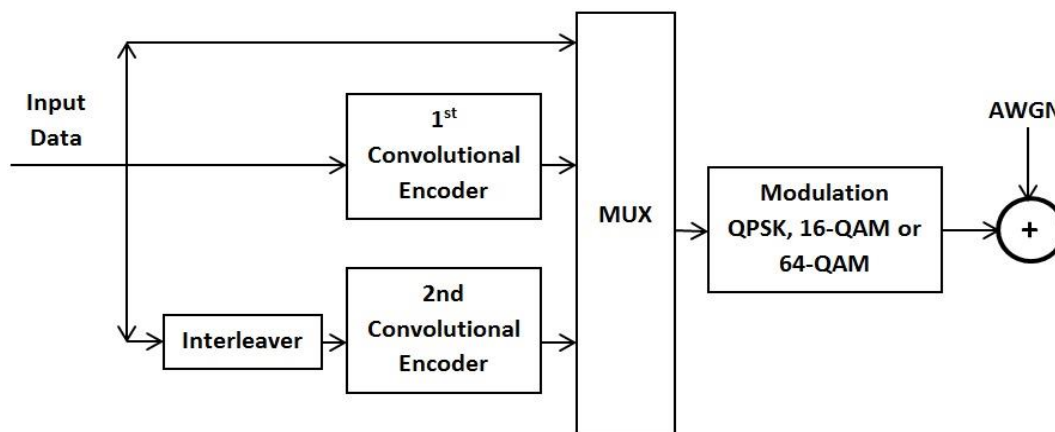 Input
Data
1st
Convolutional
Encoder
Interleaver
2nd
Convolutional
Encoder
MUX
Modulation
QPSK, 16-QAM or
64-QAM
AWGN
+